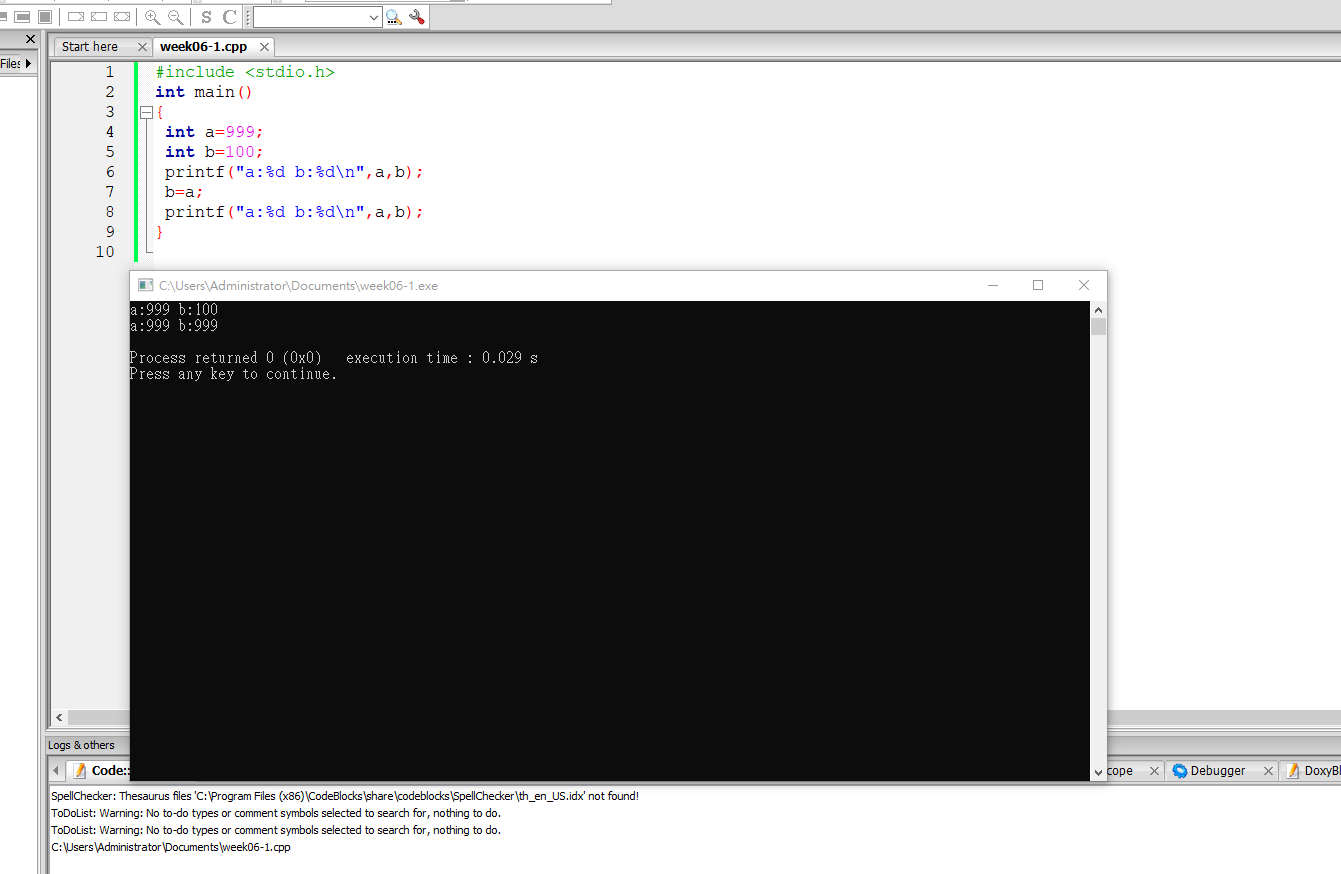 S C
Start here
week06-1.cpp
Files
1 #include <stdio.h>
2 int main()
3 {
4 int a=999;
5 int b=100;
6 printf("a:%d b:%d\n",a,b);
7 b=a;
8 printf("a:%d b:%d\n",a,b);
9 }
10
C:\Users\Administrator\Documents\week06-1.exe
a:999 b:100
a:999 b:999
Process returned 0 (0x0)   execution time : 0.029 s
Press any key to continue.
Logs & others
Code::
cope
Debugger
DoxyBl
SpellChecker: Thesaurus files 'C:\Program Files (x86)\CodeBlocks\share\codeblocks\SpellChecker\th_en_US.idx' not found!
ToDoList: Warning: No to-do types or comment symbols selected to search for, nothing to do.
ToDoList: Warning: No to-do types or comment symbols selected to search for, nothing to do.
C:\Users\Administrator\Documents\week06-1.cpp